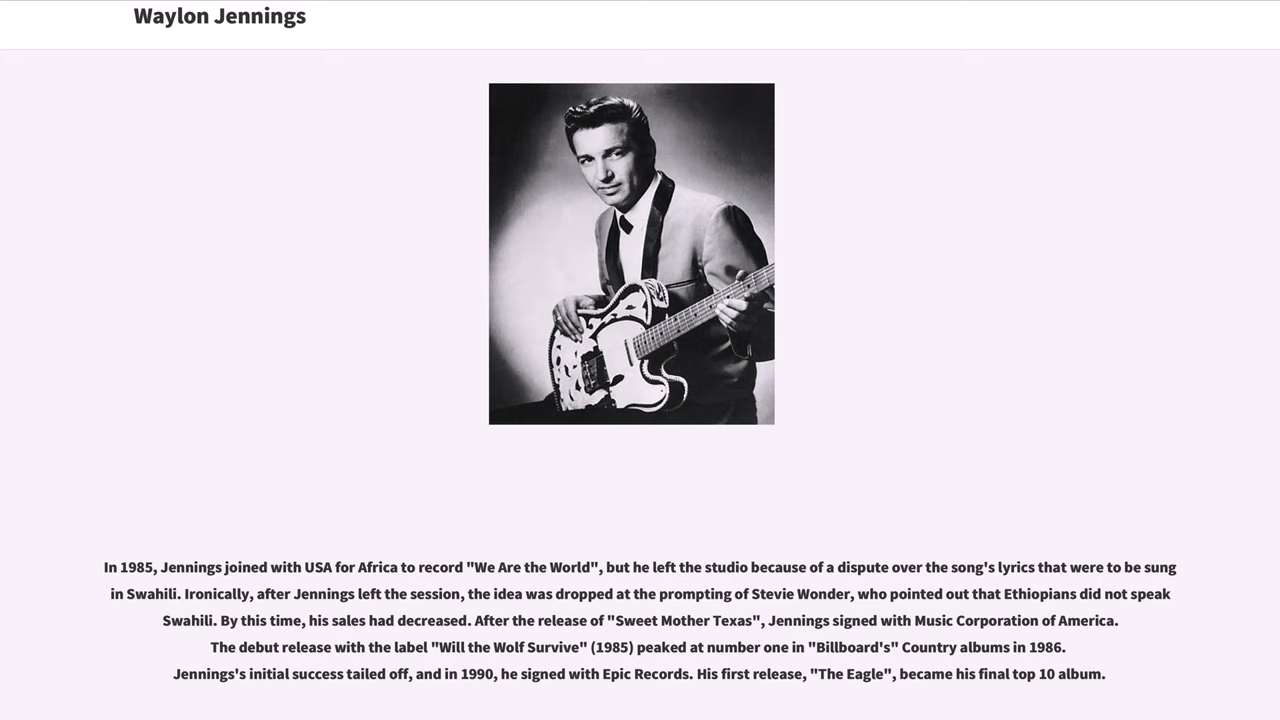 Waylon Jennings
In 1985, Jennings joined with USA for Africa to record "We Are the World", but he left the studio because of a dispute over the song's lyrics that were to be sung
in Swahili. Ironically, after Jennings left the session, the idea was dropped at the prompting of Stevie Wonder, who pointed out that Ethiopians did not speak
Swahili. By this time, his sales had decreased. After the release of "Sweet Mother Texas", Jennings signed with Music Corporation of America.
The debut release with the label "Will the Wolf Survive" (1985) peaked at number one in "Billboard's" Country albums in 1986.
Jennings's initial success tailed off, and in 1990, he signed with Epic Records. His first release, "The Eagle", became his final top 10 album.